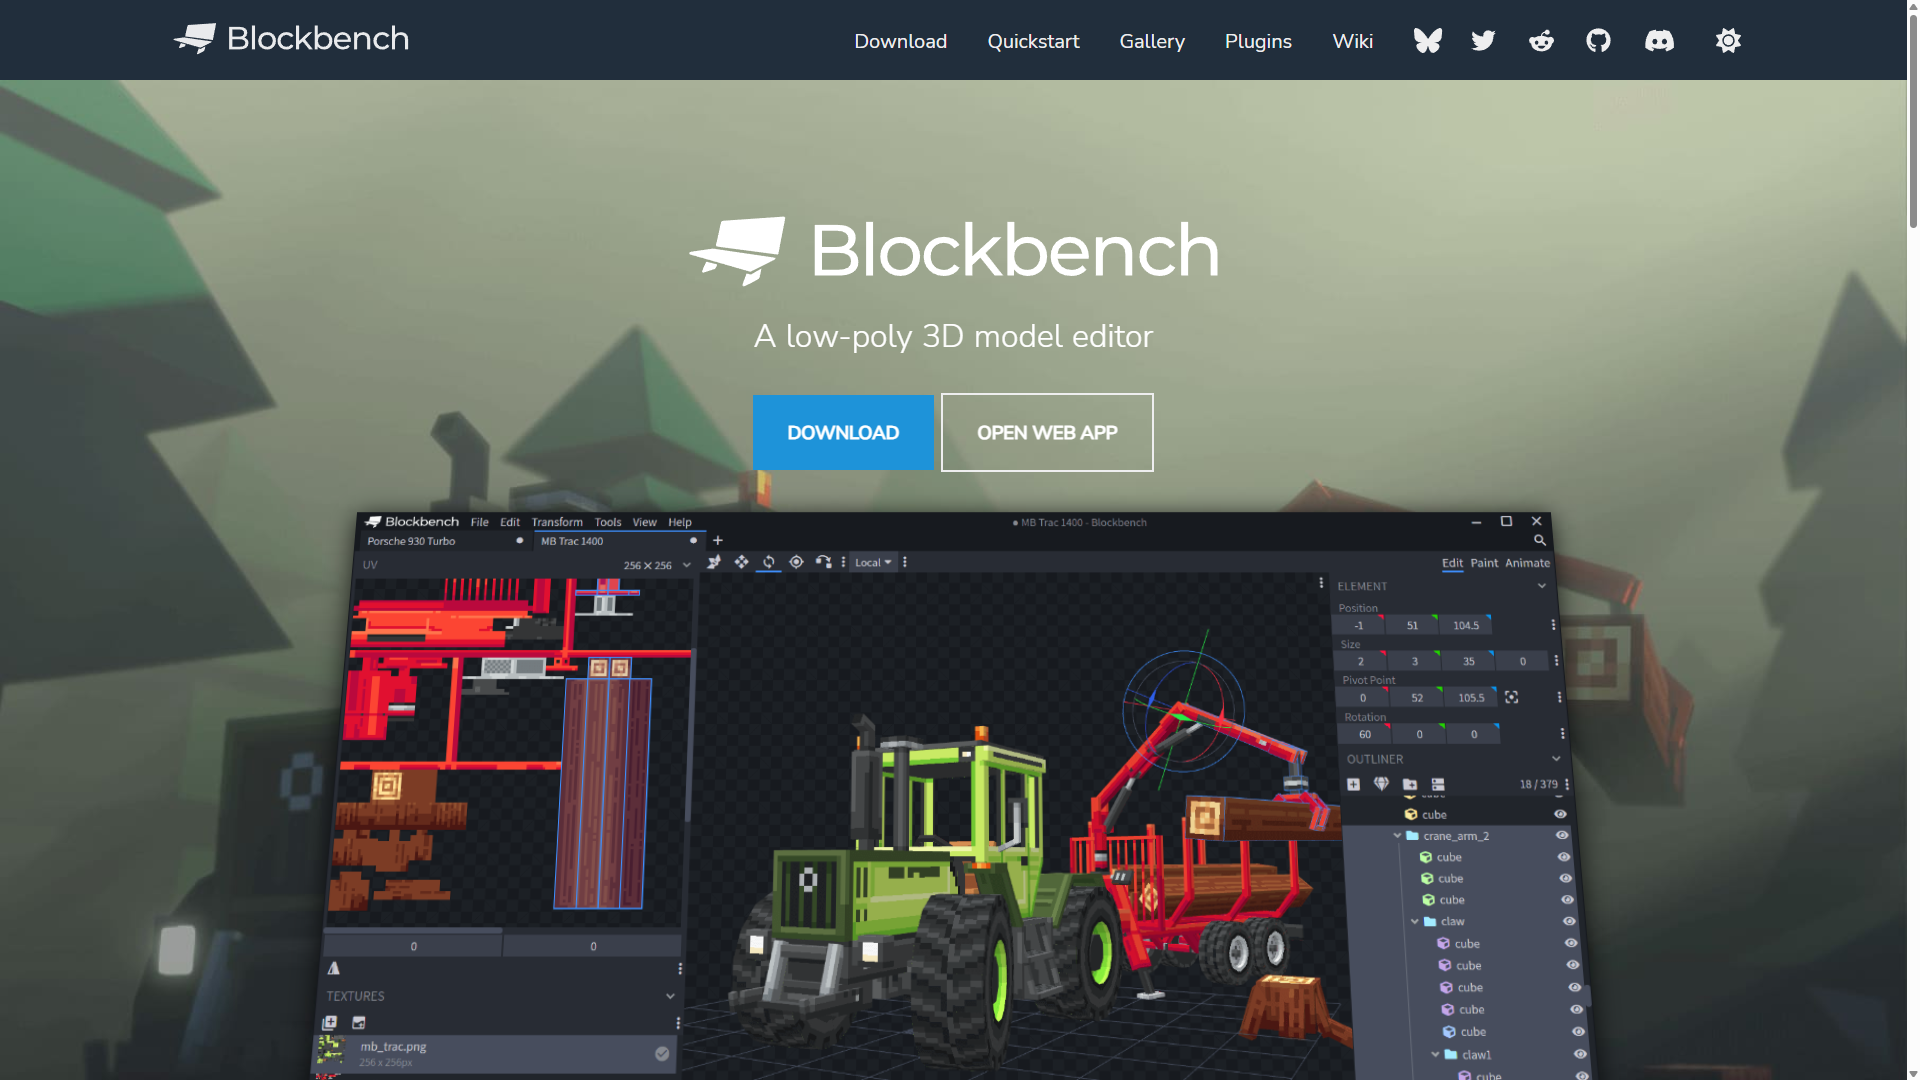 Blockbench
Download
Quickstart
Gallery
Plugins
Wiki
Blockbench
A low-poly 3D model editor
DOWNLOAD
OPEN WEB APP
Blockbench File Edit Transform Tools View Help
MB Trac 1400 - Blockbench
Porsche 930 Turbo
MB Trac 1400
UV
256 × 256
Local
Edit Paint Animate
ELEMENT
Position
-1 51 104.5
Size
2 3 35 0
Pivot Point
0 52 105.5
Rotation
60 0 0
OUTLINER
18 / 379
cube
cube
crane_arm_2
cube
cube
cube
claw
cube
cube
cube
cube
cube
claw1
cube
0 0
TEXTURES
mb_trac.png
256 x 256px